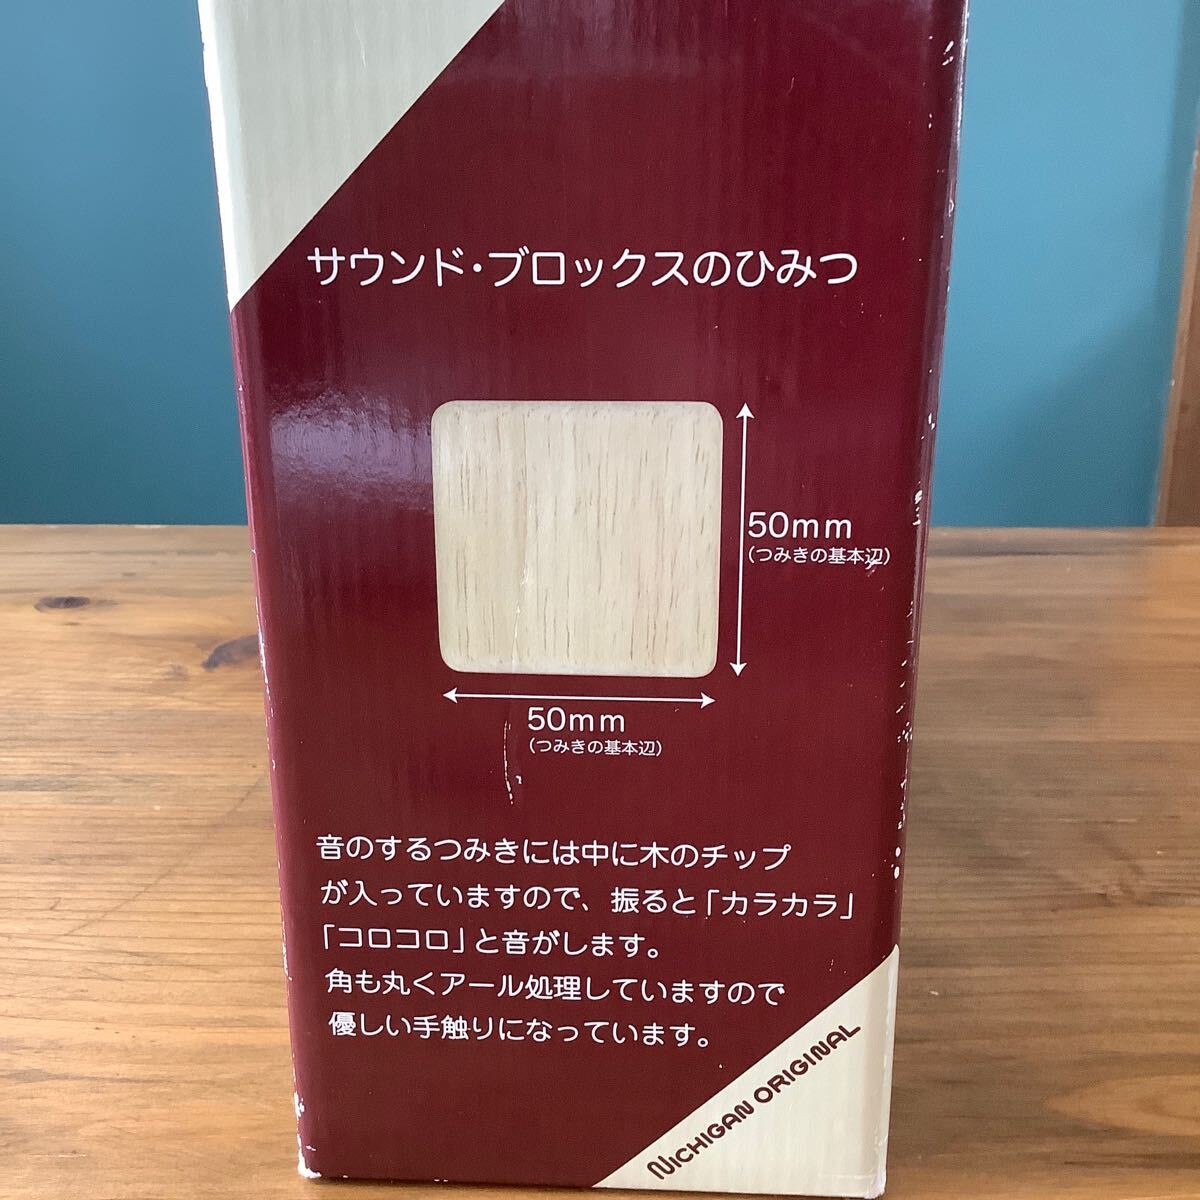 サウンド・ブロックスのひみつ
50mm
(つみきの基本辺)
50mm
(つみきの基本辺)
音のするつみきには中に木のチップ
が入っていますので、振ると「カラカラ」
「コロコロ」と音がします。
角も丸くアール処理していますので
優しい手触りになっています。
NICHIGAN ORIGINAL